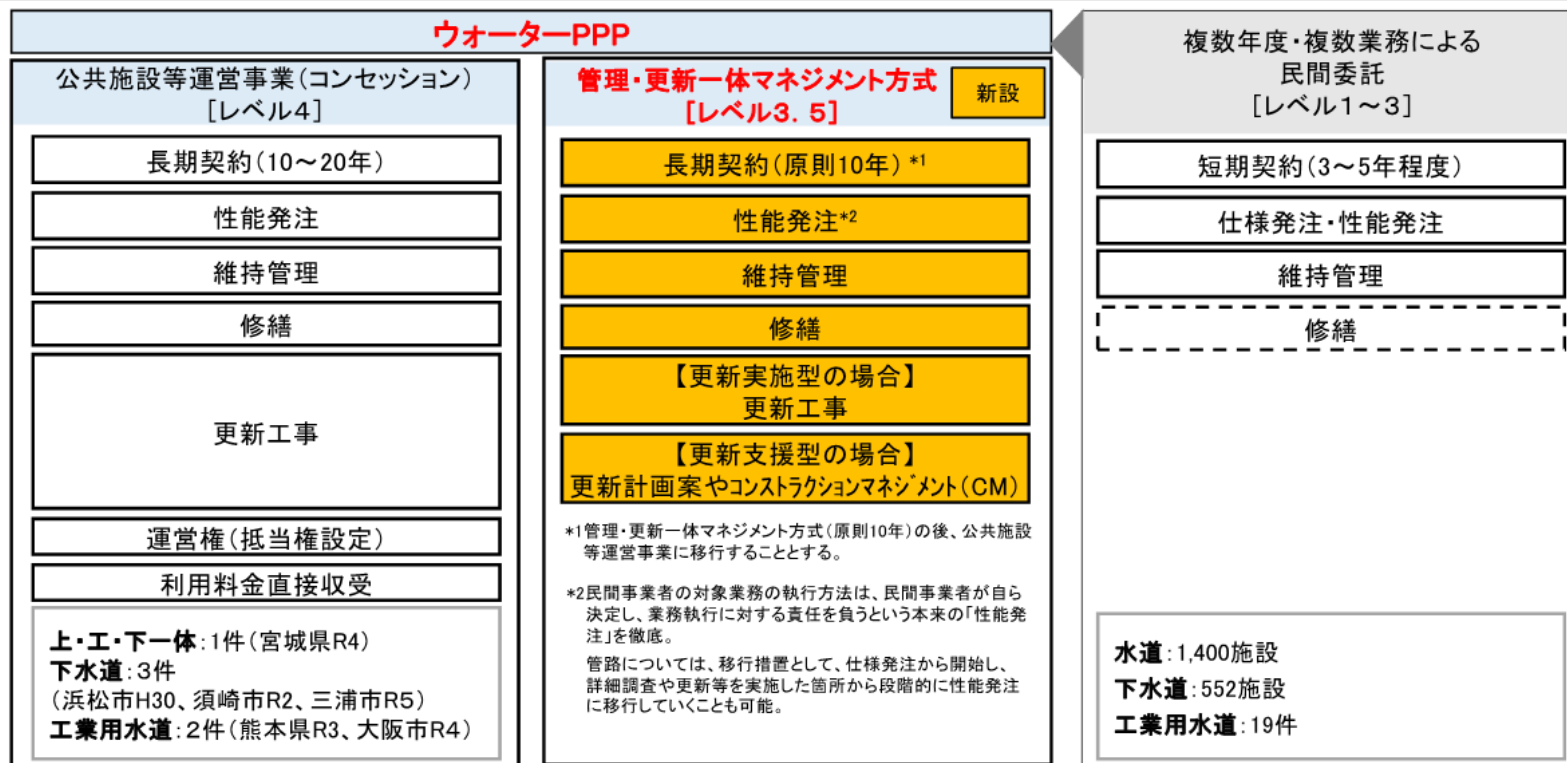 ウォーターPPP
公共施設等運営事業(コンセッション)
[レベル4]
長期契約(10～20年)
性能発注
維持管理
修繕
更新工事
運営権(抵当権設定)
利用料金直接収受
上・工・下一体:1件(宮城県R4)
下水道:3件
(浜松市H30、須崎市R2、三浦市R5)
工業用水道:2件(熊本県R3、大阪市R4)
管理・更新一体マネジメント方式
[レベル3.5]
新設
長期契約(原則10年)*1
性能発注*2
維持管理
修繕
【更新実施型の場合】
更新工事
【更新支援型の場合】
更新計画案やコンストラクションマネジメント(CM)
*1管理・更新一体マネジメント方式(原則10年)の後、公共施設
等運営事業に移行することとする。
*2民間事業者の対象業務の執行方法は、民間事業者が自ら
決定し、業務執行に対する責任を負うという本来の「性能発
注」を徹底。
管路については、移行措置として、仕様発注から開始し、
詳細調査や更新等を実施した箇所から段階的に性能発注
に移行していくことも可能。
複数年度・複数業務による
民間委託
[レベル1～3]
短期契約(3～5年程度)
仕様発注・性能発注
維持管理
修繕
水道:1,400施設
下水道:552施設
工業用水道:19件